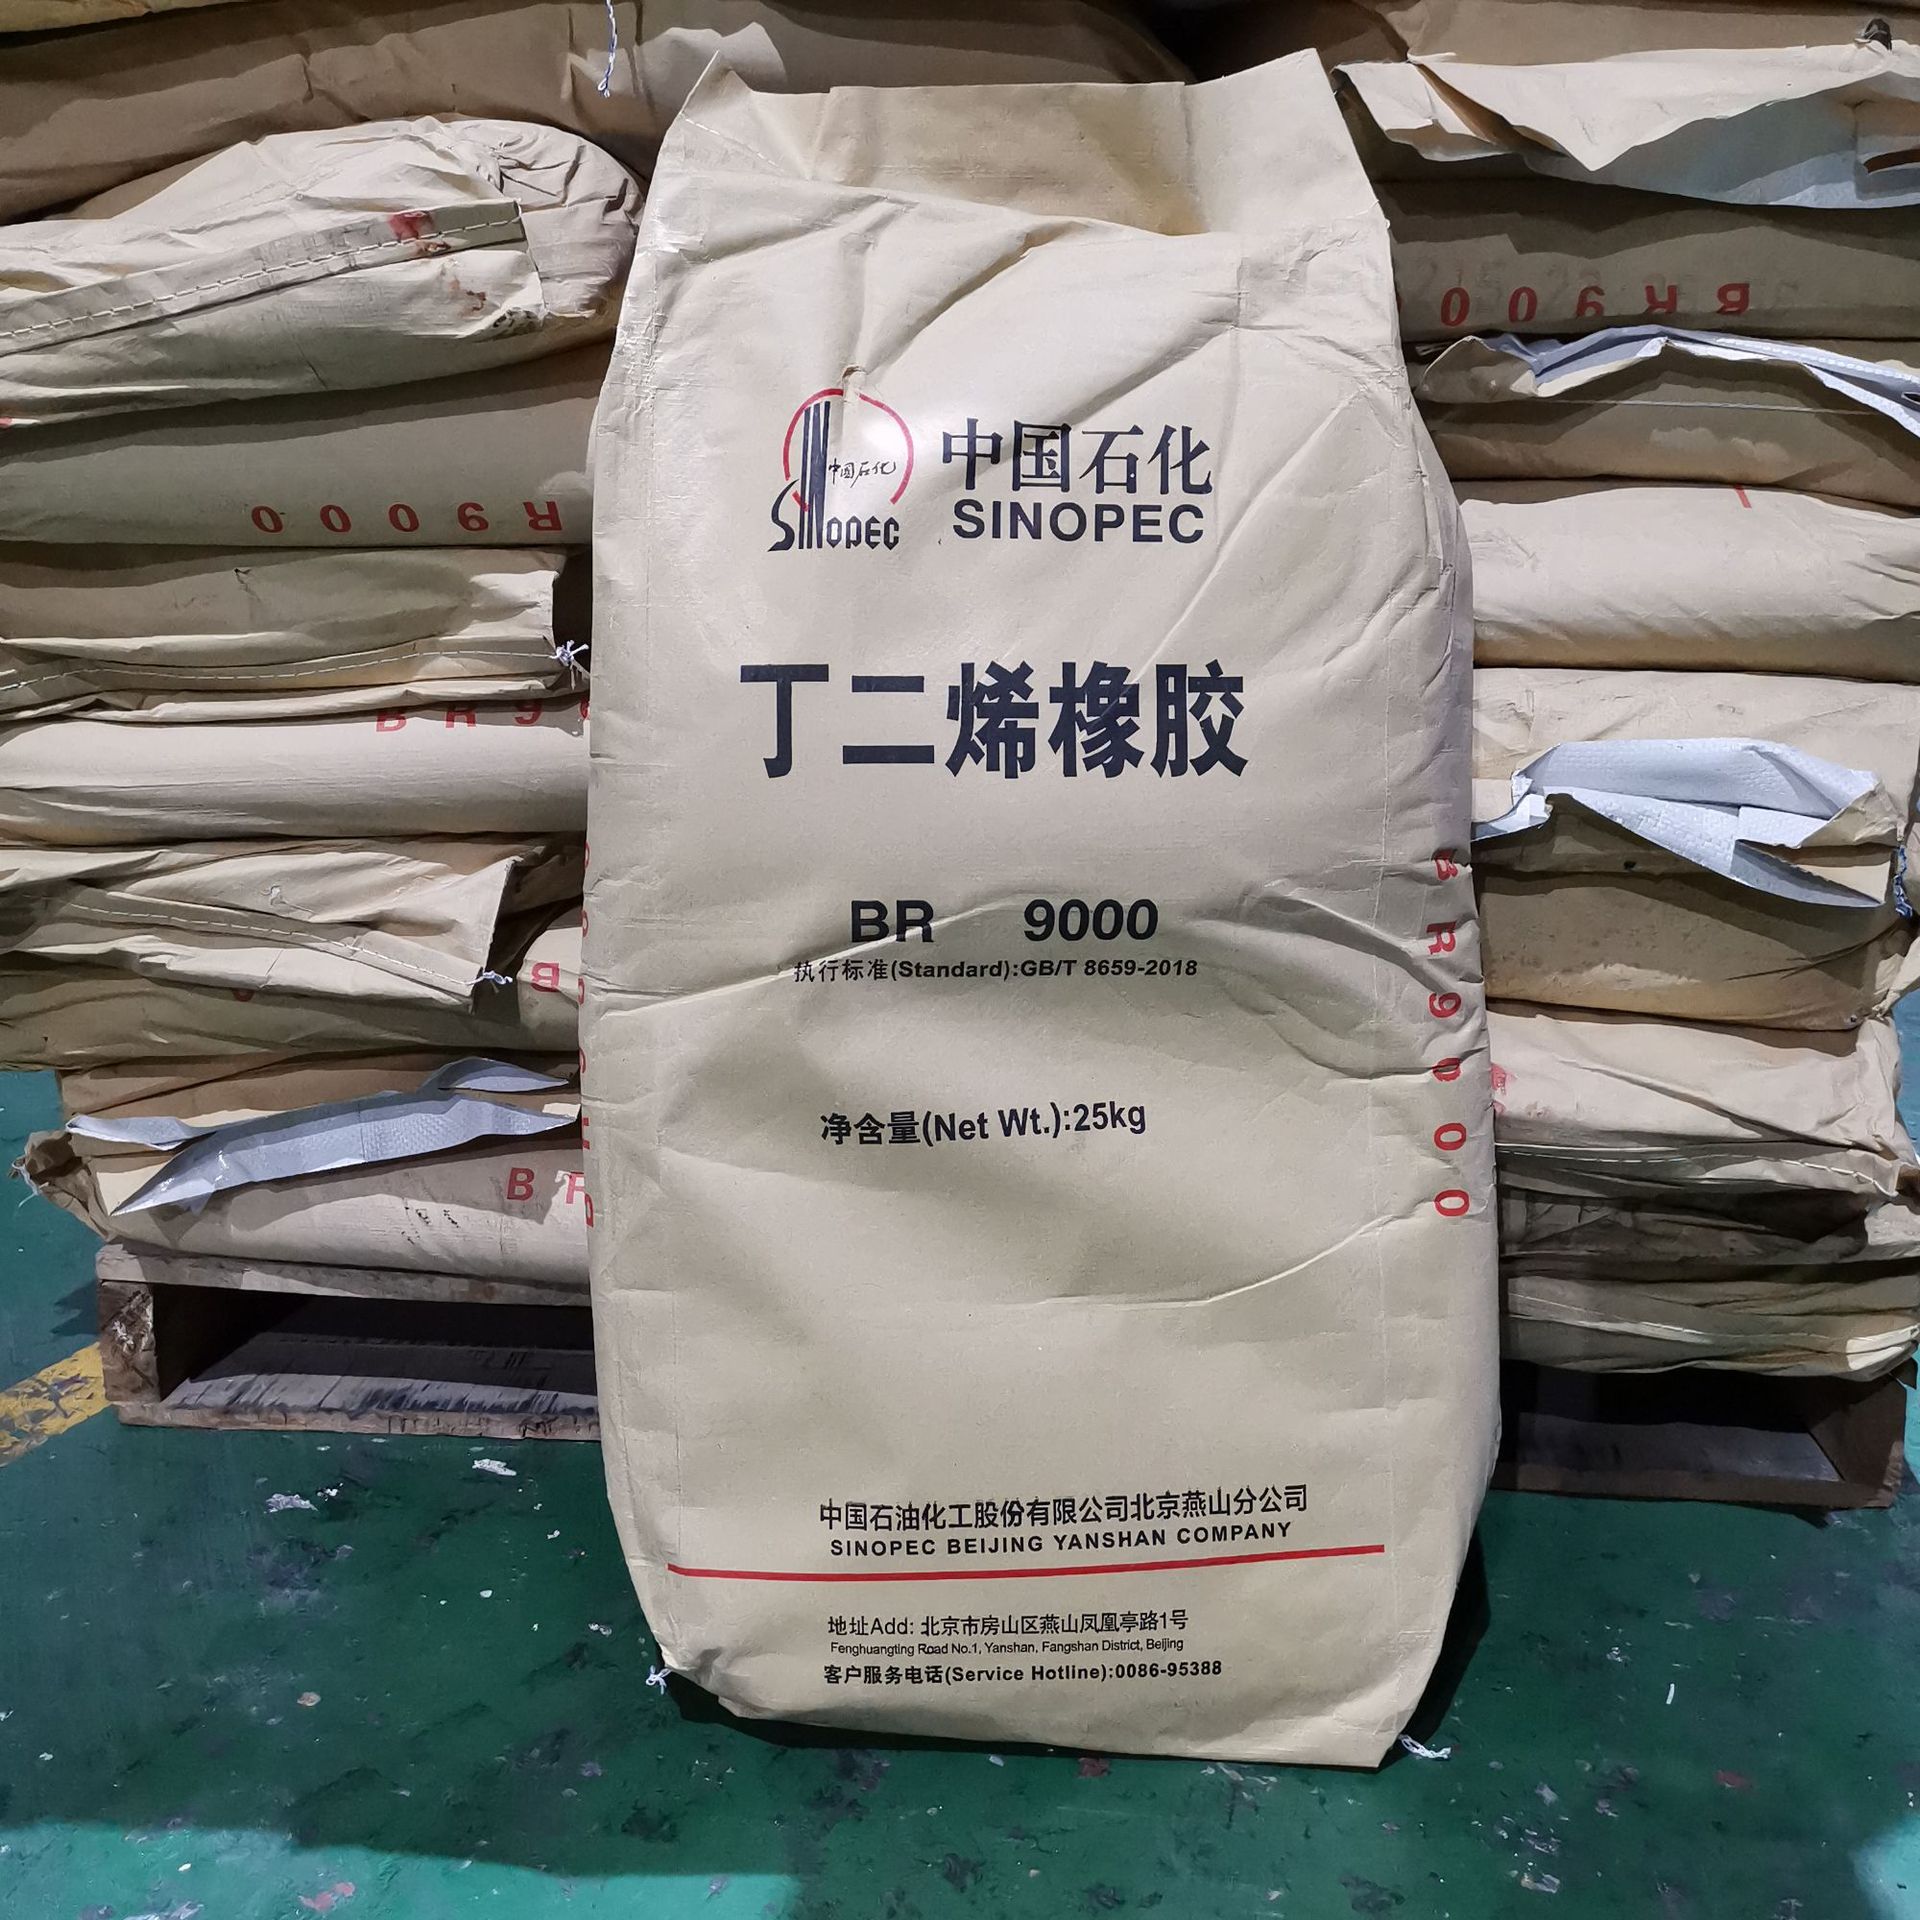 中国石化
SINOPEC
中国石化
SINOPEC
丁二烯橡胶
BR 9000
执行标准(Standard):GB/T 8659-2018
净含量(Net Wt.):25kg
中国石油化工股份有限公司北京燕山分公司
SINOPEC BEIJING YANSHAN COMPANY
地址Add: 北京市房山区燕山凤凰亭路1号
Fenghuangting Road No.1, Yanshan, Fangshan District, Beijing
客户服务电话(Service Hotline):0086-95388
BR9000
BR900
R9000
BR9
B
B